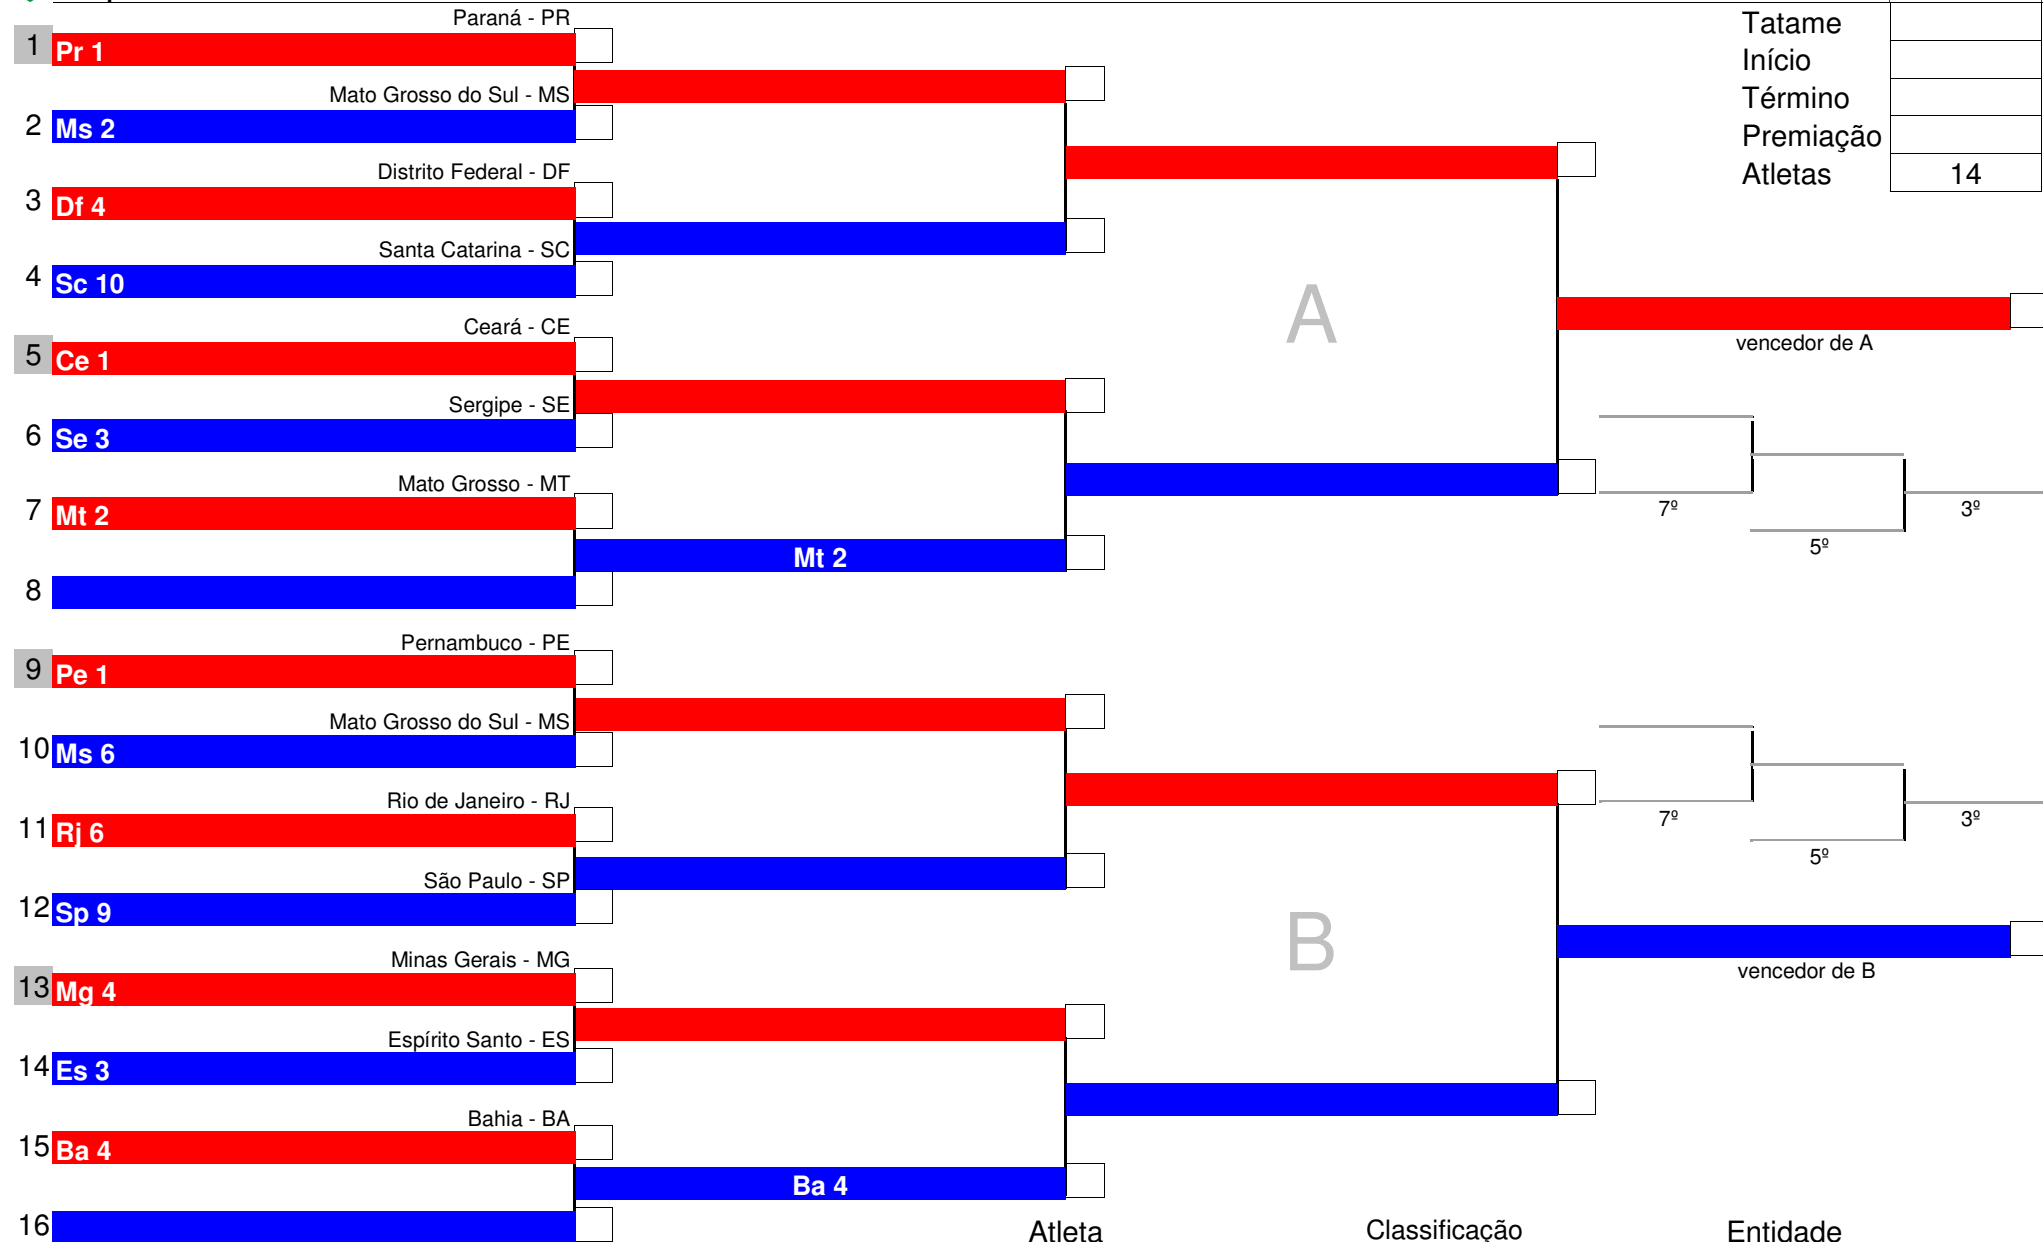 Paraná - PR
1 Pr 1
Mato Grosso do Sul - MS
2 Ms 2
Distrito Federal - DF
3 Df 4
Santa Catarina - SC
4 Sc 10
Ceará - CE
5 Ce 1
Sergipe - SE
6 Se 3
Mato Grosso - MT
7 Mt 2
Mt 2
8
Pernambuco - PE
9 Pe 1
Mato Grosso do Sul - MS
10 Ms 6
Rio de Janeiro - RJ
11 Rj 6
São Paulo - SP
12 Sp 9
Minas Gerais - MG
13 Mg 4
Espírito Santo - ES
14 Es 3
Bahia - BA
15 Ba 4
Ba 4
16
A
B
Tatame
Início
Término
Premiação
Atletas 14
vencedor de A
7º
3º
5º
7º
3º
5º
vencedor de B
Atleta Classificação Entidade